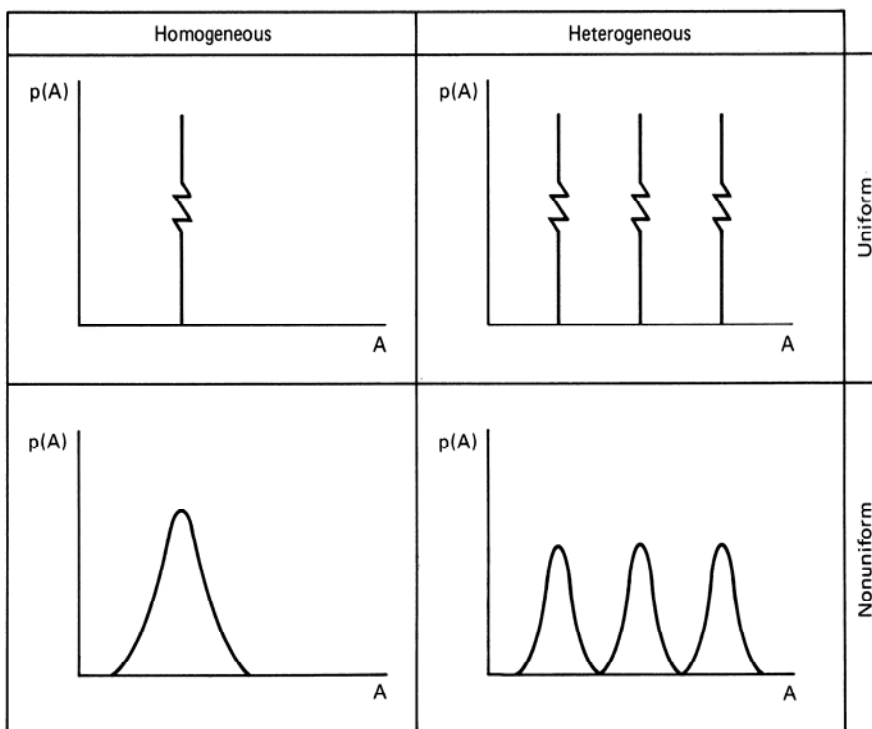 Homogeneous
Heterogeneous
p(A)
A
p(A)
A
Uniform
p(A)
A
p(A)
A
Nonuniform